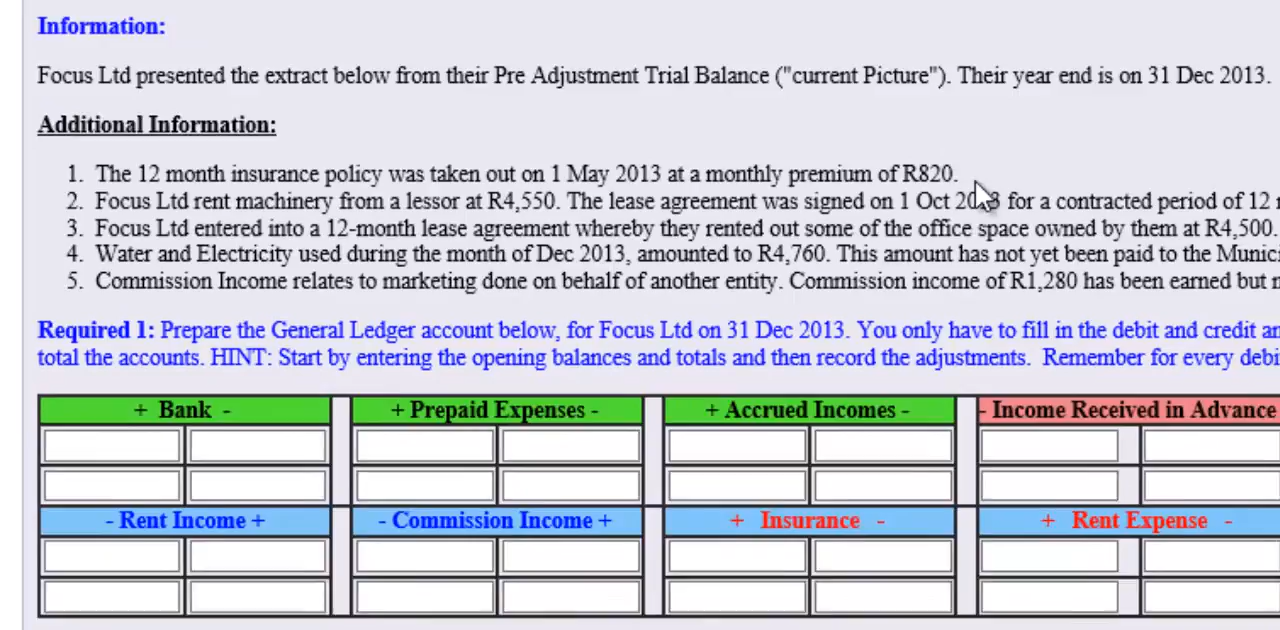 Information:
Focus Ltd presented the extract below from their Pre Adjustment Trial Balance ("current Picture"). Their year end is on 31 Dec 2013.
Additional Information:
1. The 12 month insurance policy was taken out on 1 May 2013 at a monthly premium of R820.
2. Focus Ltd rent machinery from a lessor at R4,550. The lease agreement was signed on 1 Oct 2013 for a contracted period of 12
3. Focus Ltd entered into a 12-month lease agreement whereby they rented out some of the office space owned by them at R4,500.
4. Water and Electricity used during the month of Dec 2013, amounted to R4,760. This amount has not yet been paid to the
5. Commission Income relates to marketing done on behalf of another entity. Commission income of R1,280 has been earned but
Required 1: Prepare the General Ledger account below, for Focus Ltd on 31 Dec 2013. You only have to fill in the debit and credit
total the accounts. HINT: Start by entering the opening balances and totals and then record the adjustments. Remember for every
+ Bank - + Prepaid Expenses - + Accrued Incomes - - Income Received in Advance
- Rent Income + - Commission Income + + Insurance - + Rent Expense -